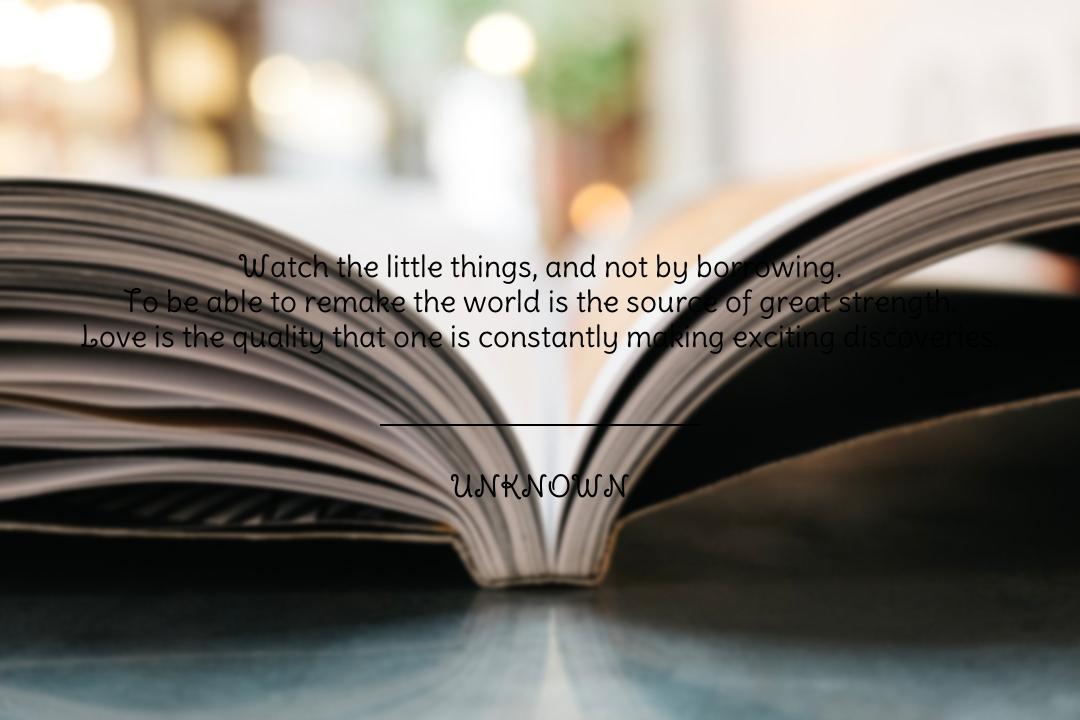 Watch the little things, and not by borrowing.
To be able to remake the world is the source of great strength.
Love is the quality that one is constantly making exciting discoveries.
UNKNOWN